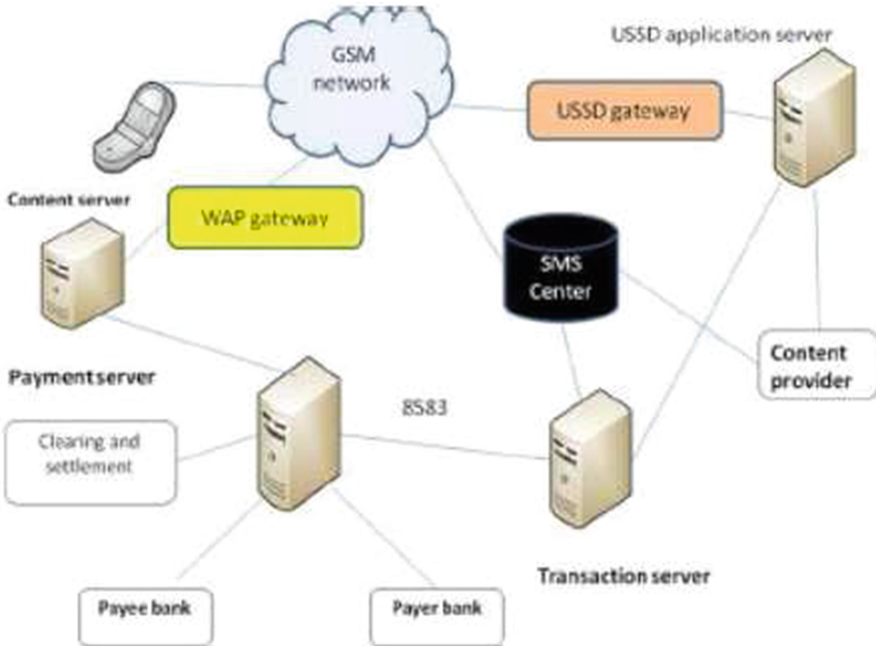 USSD application server
GSM
network
USSD gateway
Content server
WAP gateway
SMS
Center
Content
provider
Payment server
8583
Clearing and
settlement
Transaction server
Payee bank
Payer bank